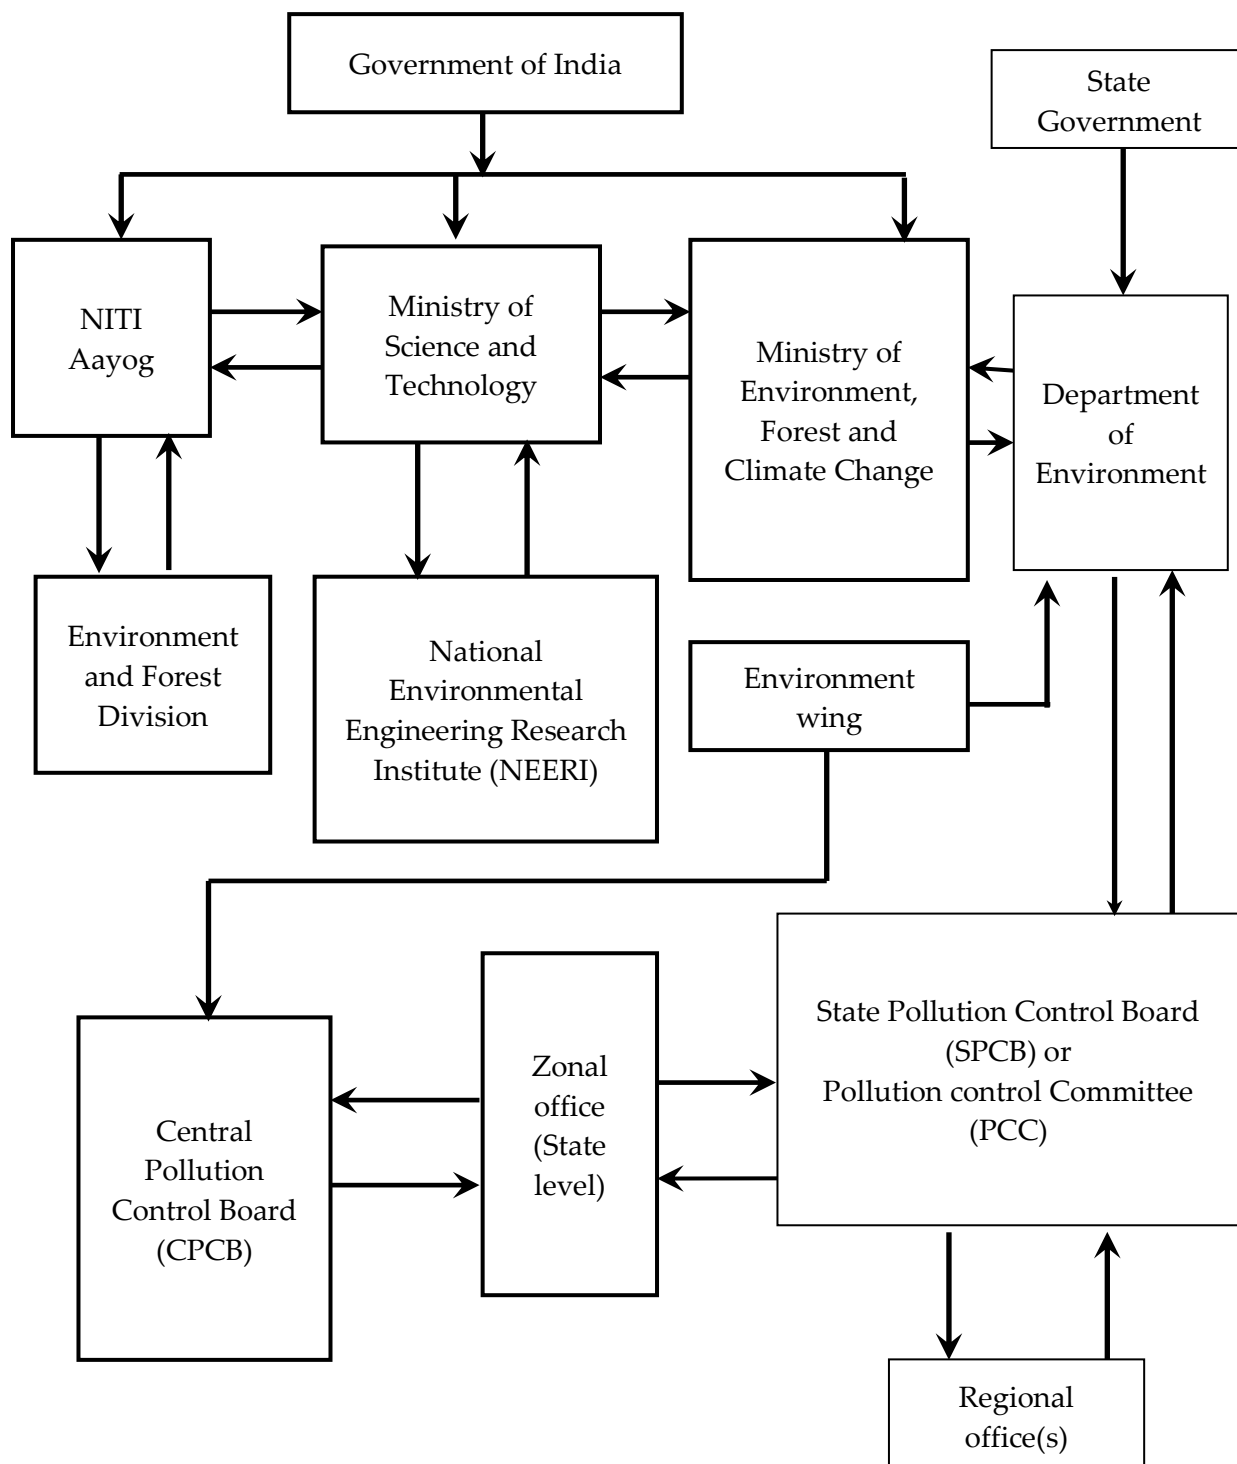 Government of India
State
Government
NITI
Aayog
Ministry of
Science and
Technology
Ministry of
Environment,
Forest and
Climate Change
Department
of
Environment
Environment
and Forest
Division
National
Environmental
Engineering Research
Institute (NEERI)
Environment
wing
Central
Pollution
Control Board
(CPCB)
Zonal
office
(State
level)
State Pollution Control Board
(SPCB) or
Pollution control Committee
(PCC)
Regional
office(s)